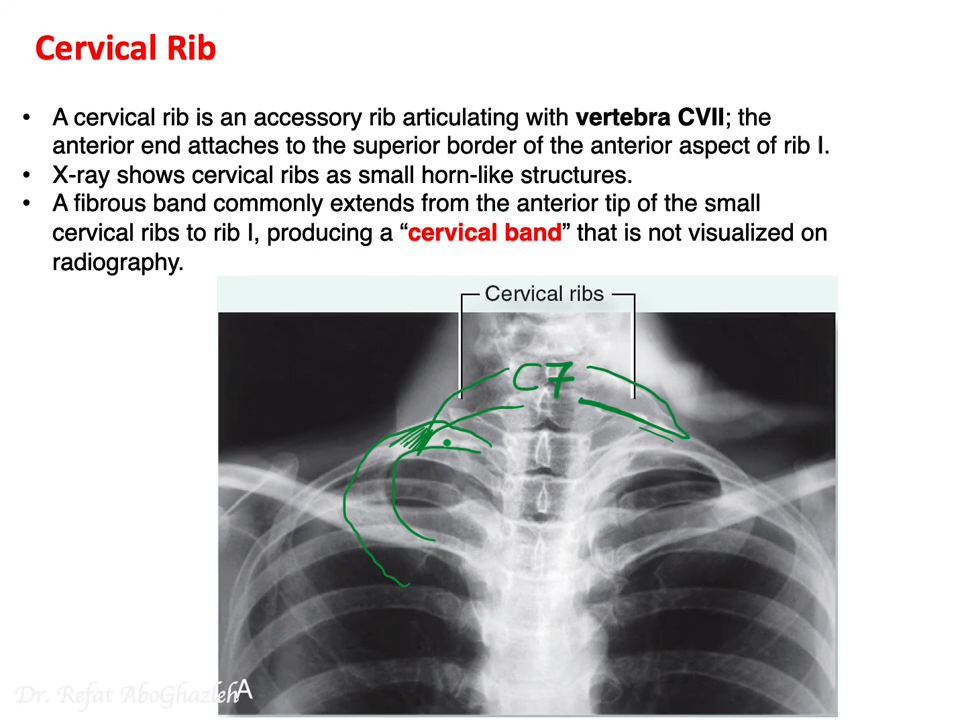 Cervical Rib
• A cervical rib is an accessory rib articulating with vertebra CVII; the
anterior end attaches to the superior border of the anterior aspect of rib I.
• X-ray shows cervical ribs as small horn-like structures.
• A fibrous band commonly extends from the anterior tip of the small
cervical ribs to rib I, producing a “cervical band” that is not visualized on
radiography.
Cervical ribs
C7
Dr. Refat AboGhazleh
A